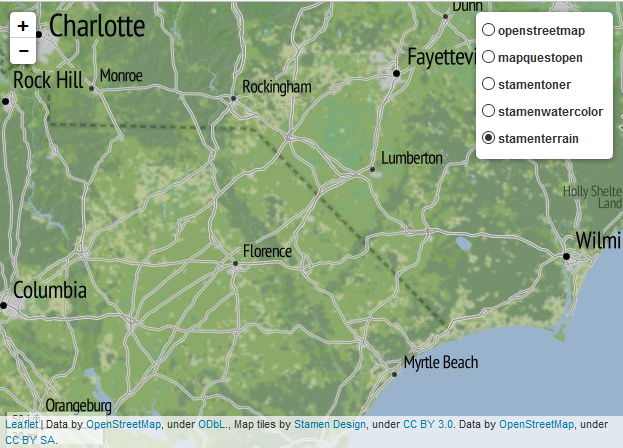 +
−
Charlotte
Dunn
openstreetmap
mapquestopen
stamentoner
stamenwatercolor
stamenterrain
Fayettevi
Rock Hill
Monroe
Rockingham
Lumberton
Holly Shelte
Land
Wilmi
Florence
Columbia
Myrtle Beach
Orangeburg
Leaflet | Data by OpenStreetMap, under ODbL., Map tiles by Stamen Design, under CC BY 3.0. Data by OpenStreetMap, under
CC BY SA.